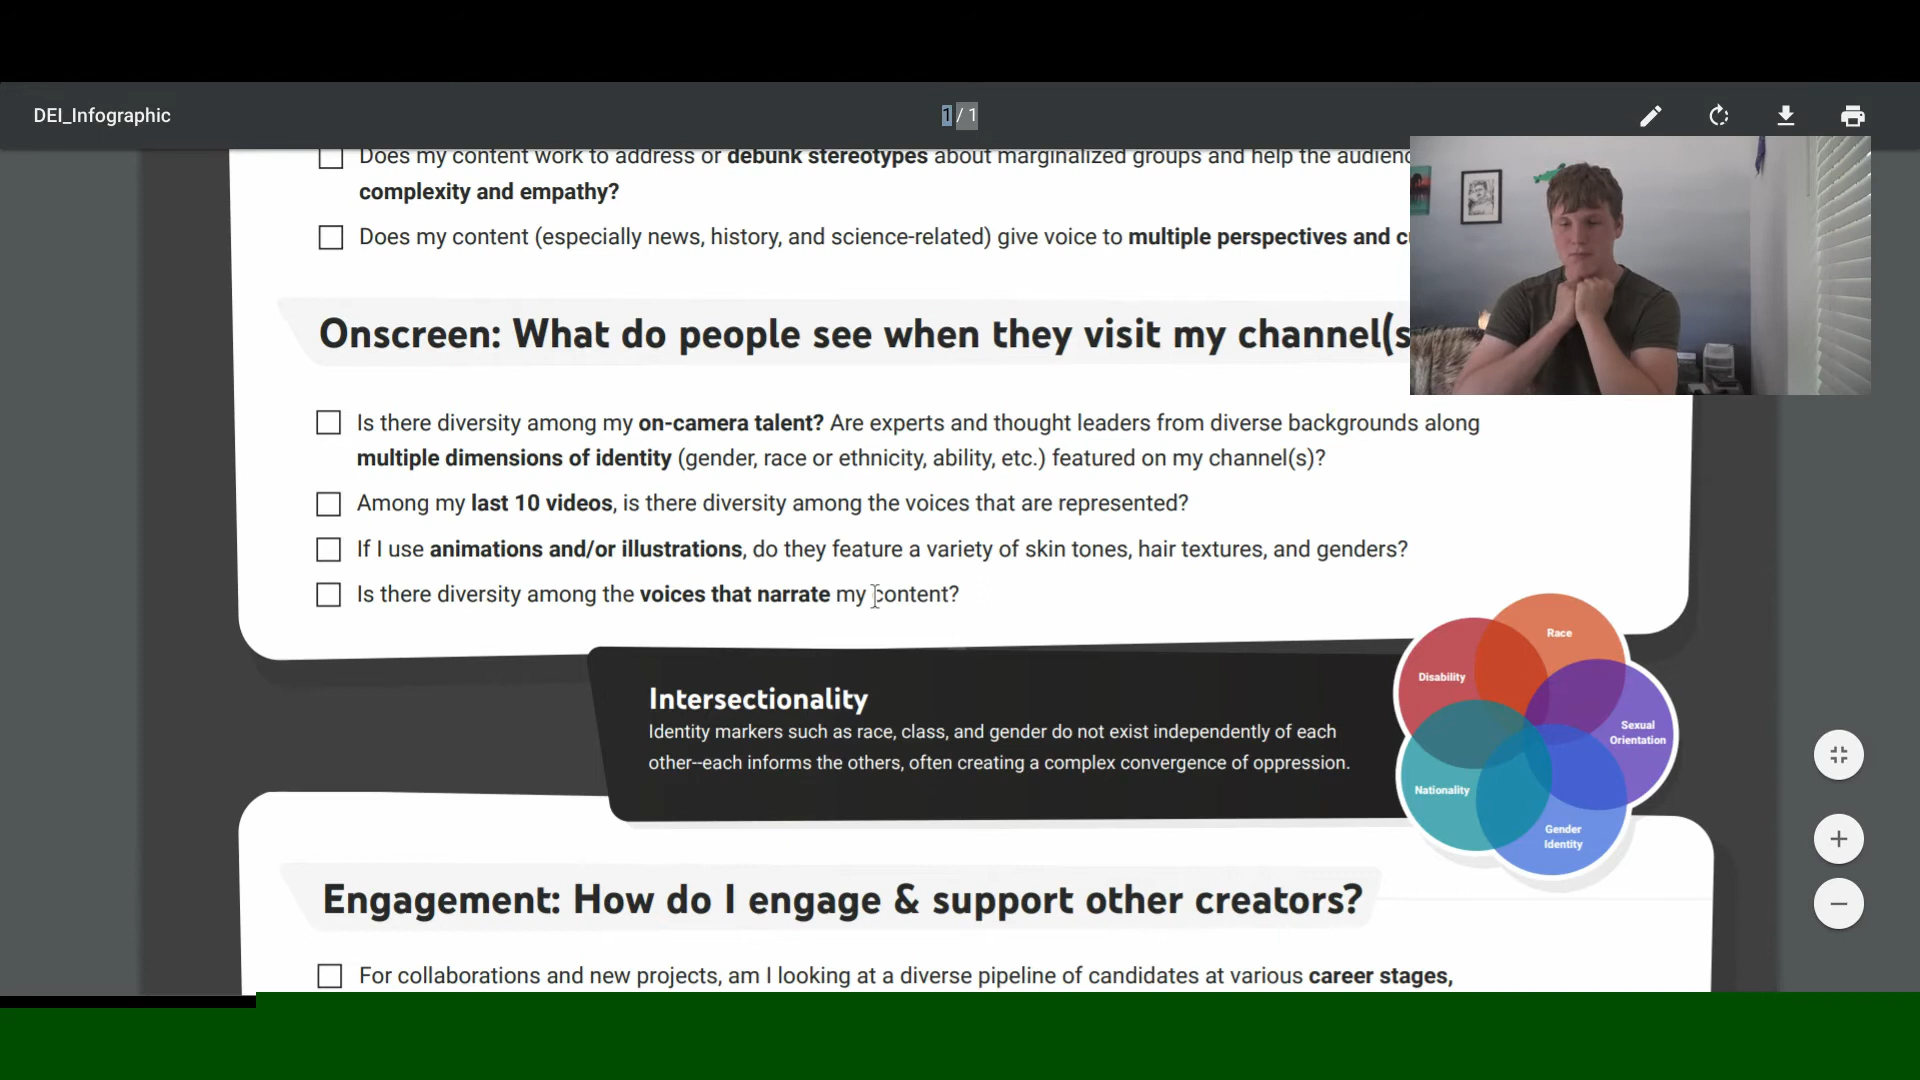 DEI_Infographic
1 / 1
Does my content work to address or debunk stereotypes about marginalized groups and help the
complexity and empathy?
Does my content (especially news, history, and science-related) give voice to multiple perspectives and
Onscreen: What do people see when they visit my channel(s
Is there diversity among my on-camera talent? Are experts and thought leaders from diverse backgrounds along
multiple dimensions of identity (gender, race or ethnicity, ability, etc.) featured on my channel(s)?
Among my last 10 videos, is there diversity among the voices that are represented?
If I use animations and/or illustrations, do they feature a variety of skin tones, hair textures, and genders?
Is there diversity among the voices that narrate my content?
Race
Disability
Sexual
Orientation
Nationality
Gender
Identity
Intersectionality
Identity markers such as race, class, and gender do not exist independently of each
other--each informs the others, often creating a complex convergence of oppression.
Engagement: How do I engage & support other creators?
For collaborations and new projects, am I looking at a diverse pipeline of candidates at various career stages,